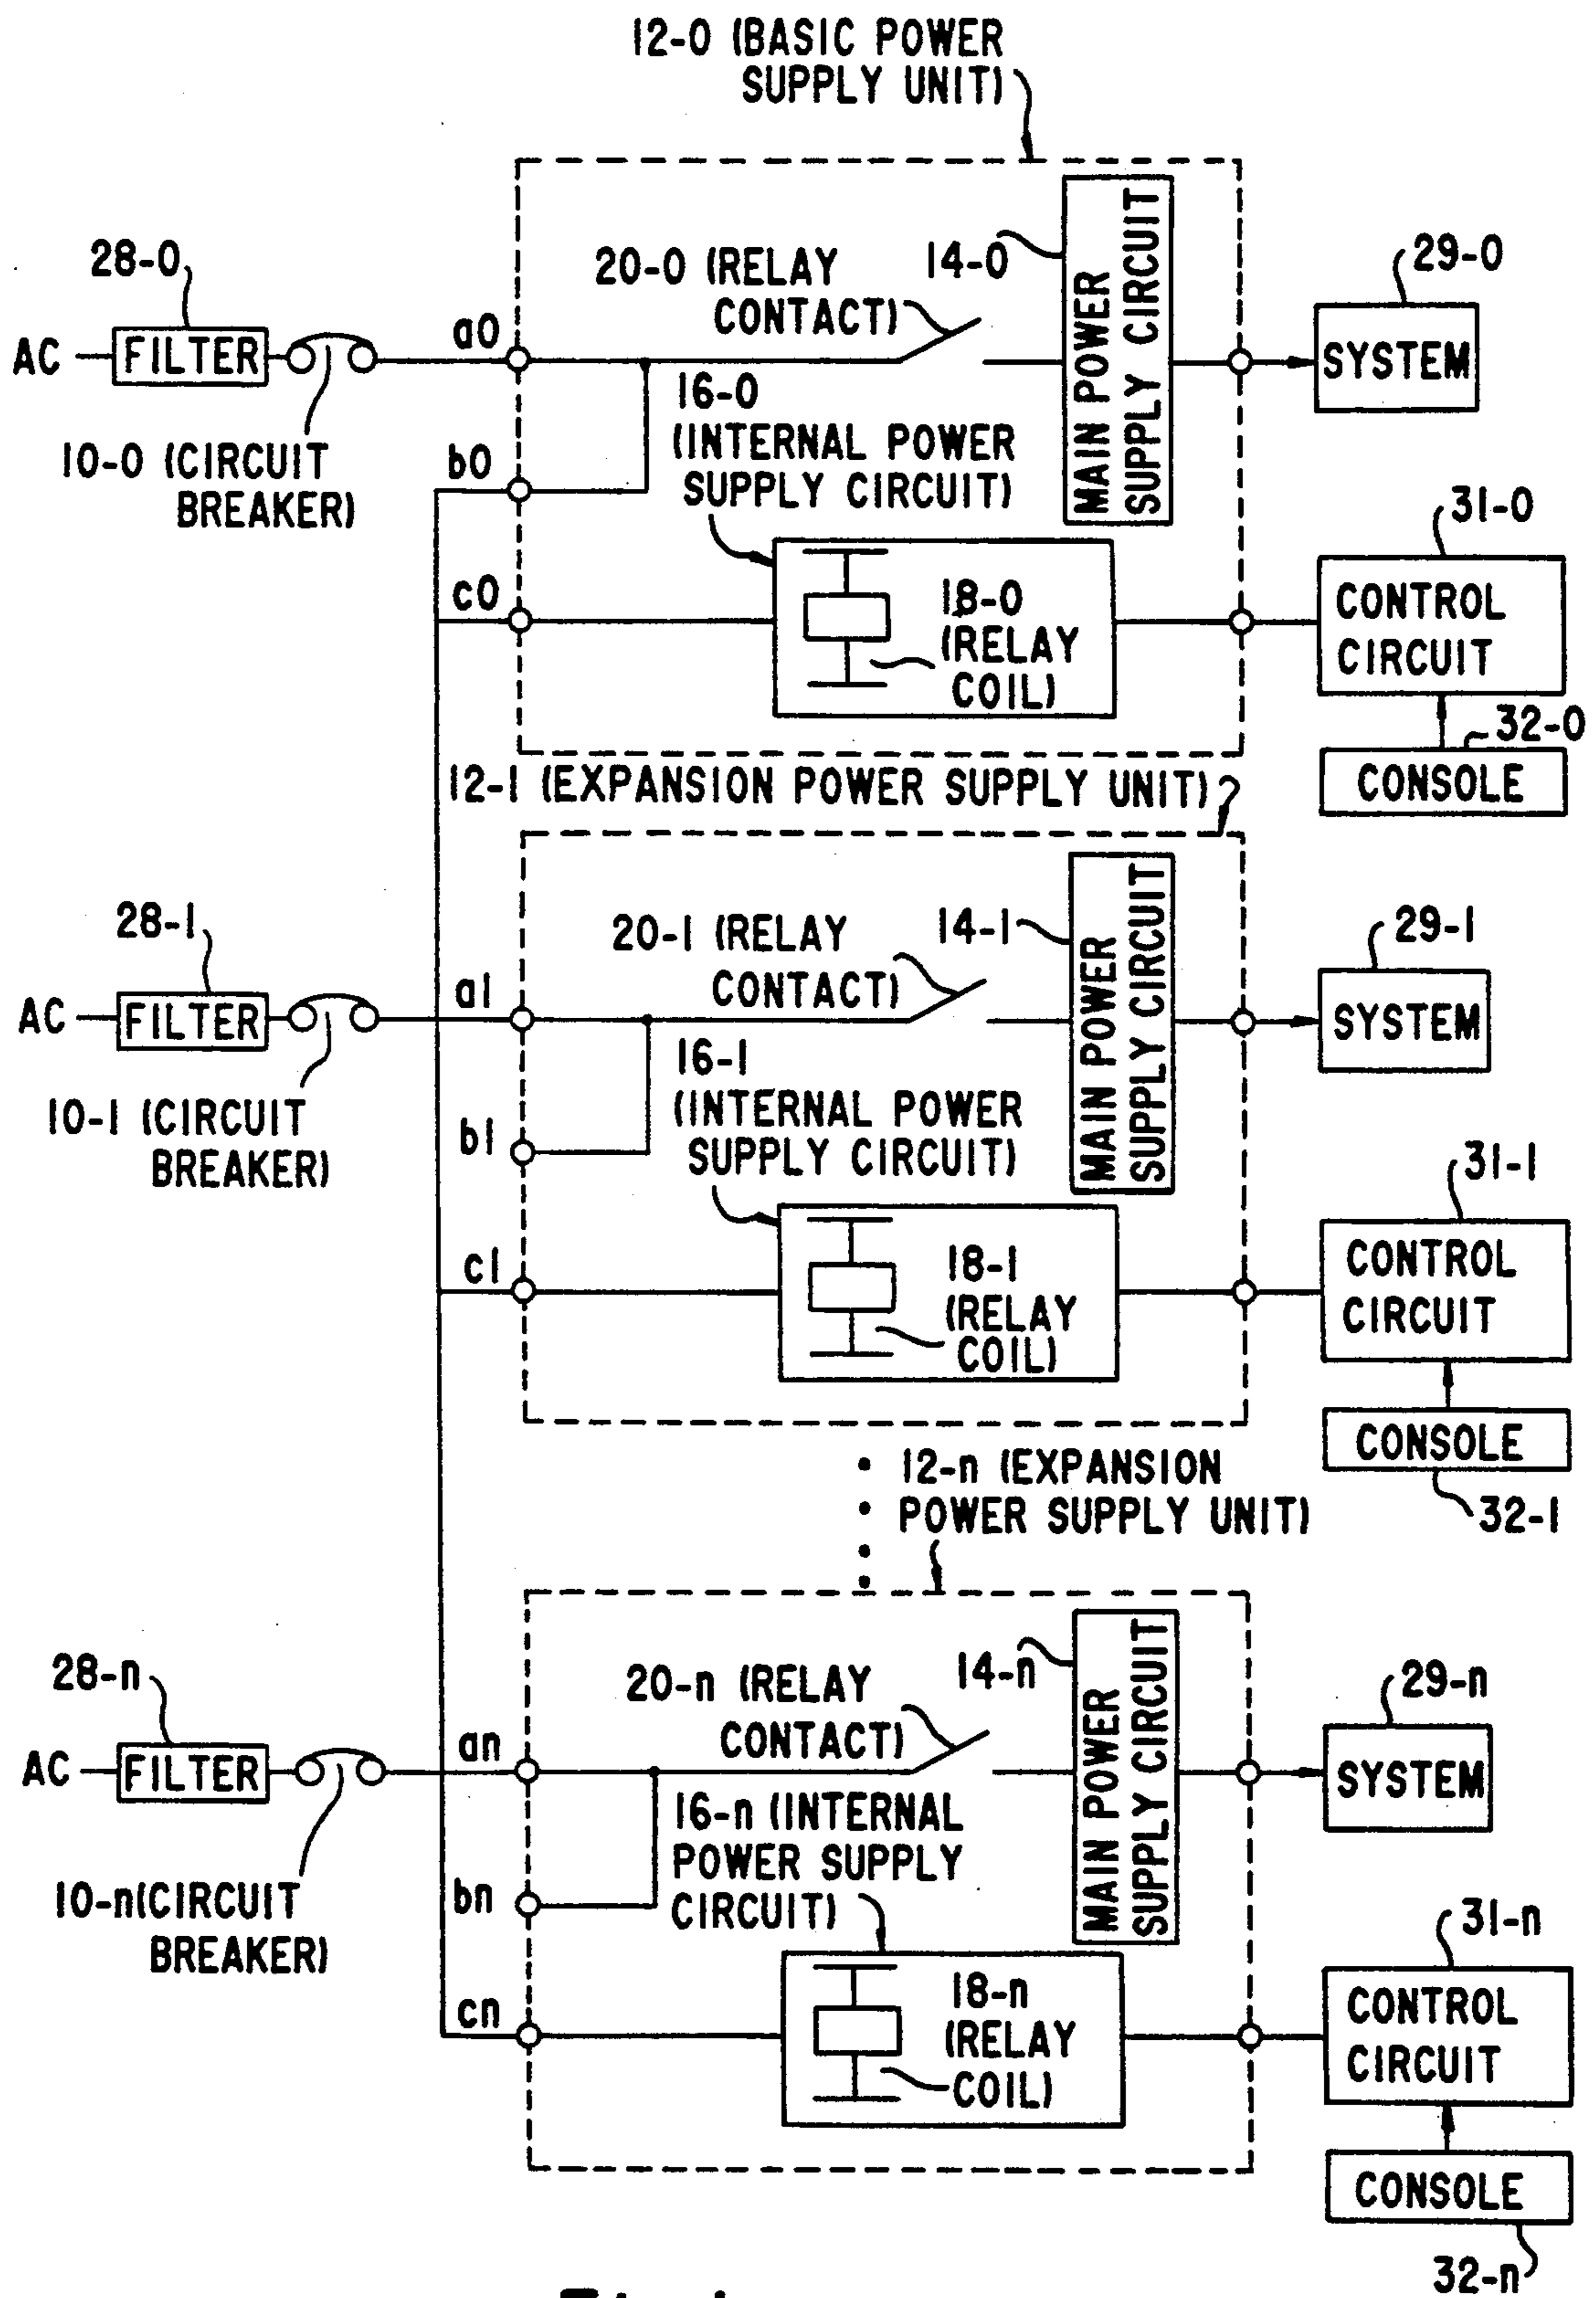 12-0 (BASIC POWER
SUPPLY UNIT)
28-0
20-0 (RELAY
CONTACT)
14-0
MAIN POWER
SUPPLY CIRCUIT
29-0
AC
FILTER
a0
SYSTEM
10-0 (CIRCUIT
BREAKER)
b0
16-0
(INTERNAL POWER
SUPPLY CIRCUIT)
31-0
c0
18-0
(RELAY
COIL)
CONTROL
CIRCUIT
32-0
CONSOLE
12-1 (EXPANSION POWER SUPPLY UNIT)
28-1
20-1 (RELAY
CONTACT)
14-1
MAIN POWER
SUPPLY CIRCUIT
29-1
AC
FILTER
a1
SYSTEM
10-1 (CIRCUIT
BREAKER)
b1
16-1
(INTERNAL POWER
SUPPLY CIRCUIT)
31-1
c1
18-1
(RELAY
COIL)
CONTROL
CIRCUIT
CONSOLE
32-1
12-n (EXPANSION
POWER SUPPLY UNIT)
28-n
20-n (RELAY
CONTACT)
14-n
MAIN POWER
SUPPLY CIRCUIT
29-n
AC
FILTER
an
SYSTEM
10-n(CIRCUIT
BREAKER)
bn
16-n (INTERNAL
POWER SUPPLY
CIRCUIT)
31-n
cn
18-n
(RELAY
COIL)
CONTROL
CIRCUIT
CONSOLE
32-n